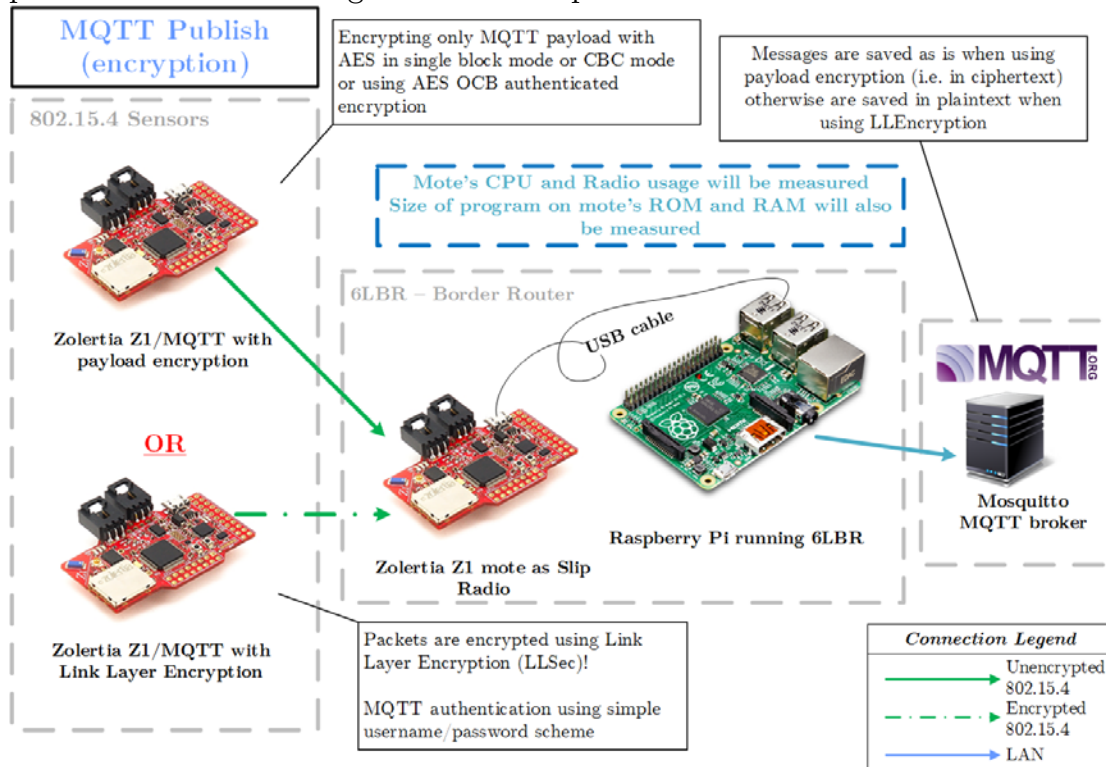 MQTT Publish
(encryption)
Encrypting only MQTT payload with
AES in single block mode or CBC mode
or using AES OCB authenticated
encryption
Messages are saved as is when using
payload encryption (i.e. in ciphertext)
otherwise are saved in plaintext when
using LLEncryption
802.15.4 Sensors
Mote's CPU and Radio usage will be measured
Size of program on mote's ROM and RAM will also
be measured
Zolertia Z1/MQTT with
payload encryption
6LBR – Border Router
USB cable
MQTT.ORG
OR
Mosquitto
MQTT broker
Raspberry Pi running 6LBR
Zolertia Z1 mote as Slip
Radio
Zolertia Z1/MQTT with
Link Layer Encryption
Packets are encrypted using Link
Layer Encryption (LLSec)!
MQTT authentication using simple
username/password scheme
Connection Legend
Unencrypted
802.15.4
Encrypted
802.15.4
LAN